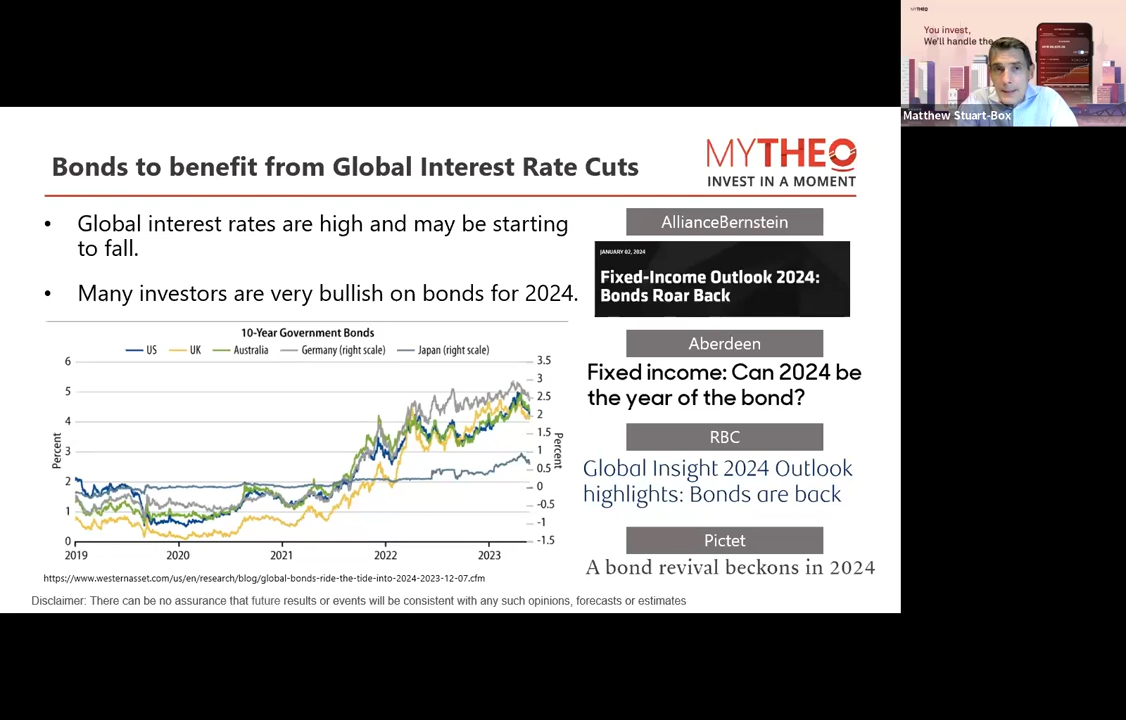 MYTHEO
You invest,
We'll handle the
Matthew Stuart-Box
Bonds to benefit from Global Interest Rate Cuts
MYTHEO
INVEST IN A MOMENT
• Global interest rates are high and may be starting
to fall.
• Many investors are very bullish on bonds for 2024.
10-Year Government Bonds
US UK Australia Germany (right scale) Japan (right scale)
6
5
4
3
2
1
0
Percent
3.5
3
2.5
2
1.5
1
0.5
0
-0.5
-1
-1.5
Percent
2019 2020 2021 2022 2023
https://www.westernasset.com/us/en/research/blog/global-bonds-ride-the-tide-into-2024-2023-12-07.cfm
AllianceBernstein
JANUARY 02, 2024
Fixed-Income Outlook 2024:
Bonds Roar Back
Aberdeen
Fixed income: Can 2024 be
the year of the bond?
RBC
Global Insight 2024 Outlook
highlights: Bonds are back
Pictet
A bond revival beckons in 2024
Disclaimer: There can be no assurance that future results or events will be consistent with any such opinions, forecasts or estimates